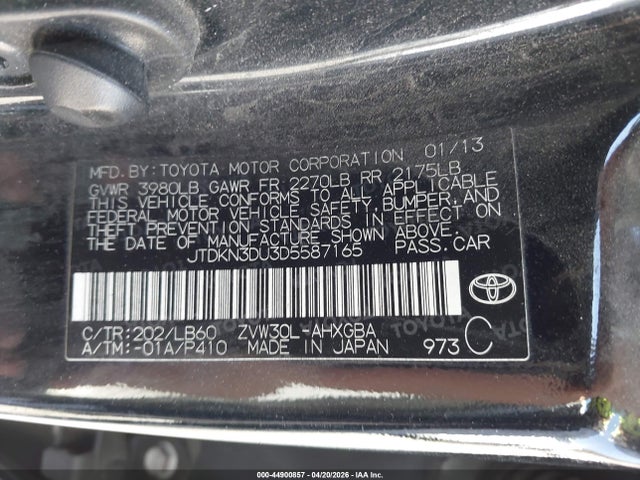 MFD. BY: TOYOTA MOTOR CORPORATION 01/13
GVWR 3980LB GAWR FR 2270LB RR 2175LB
THIS VEHICLE CONFORMS TO ALL APPLICABLE
FEDERAL MOTOR VEHICLE SAFETY, BUMPER, AND
THEFT PREVENTION STANDARDS IN EFFECT ON
THE DATE OF MANUFACTURE SHOWN ABOVE.
JTDKN3DU3D5587165 PASS. CAR
C/TR: 202/LB60 ZVW30L-AHXGBA
A/TM: -01A/P410 MADE IN JAPAN 973 C
TOYOTA
000-44900857 - 04/20/2026 - IAA Inc.